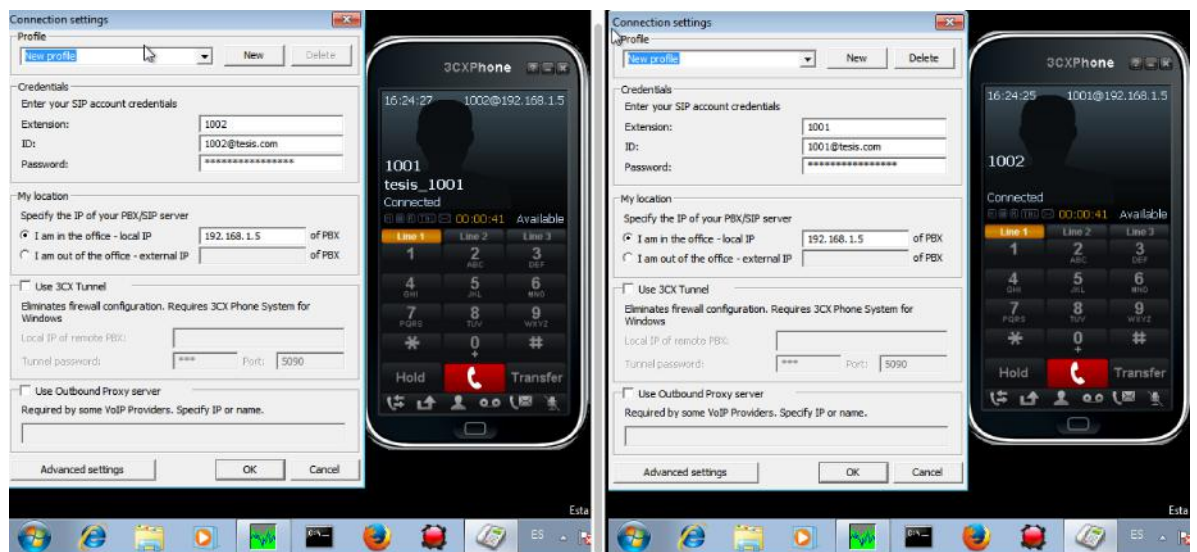 Connection settings
Profile
New profile
New
Delete
Credentials
Enter your SIP account credentials
Extension:
1002
ID:
1002@tesis.com
Password:
****************
My location
Specify the IP of your PBX/SIP server
I am in the office - local IP
192.168.1.5
of PBX
I am out of the office - external IP
of PBX
Use 3CX Tunnel
Eliminates firewall configuration. Requires 3CX Phone System for
Windows
Local IP of remote PBX:
Tunnel password:
***
Port:
5090
Use Outbound Proxy server
Required by some VoIP Providers. Specify IP or name.
Advanced settings
OK
Cancel
3CXPhone
16:24:27 1002@192.168.1.5
1001
tesis_1001
Connected
00:00:41 Available
Line 1 Line 2 Line 3
1 2 3
ABC DEF
4 5 6
GHI JKL MNO
7 8 9
PQRS TUV WXYZ
* 0 #
+
Hold Transfer
Esta
ES
Connection settings
Profile
New profile
New
Delete
Credentials
Enter your SIP account credentials
Extension:
1001
ID:
1001@tesis.com
Password:
****************
My location
Specify the IP of your PBX/SIP server
I am in the office - local IP
192.168.1.5
of PBX
I am out of the office - external IP
of PBX
Use 3CX Tunnel
Eliminates firewall configuration. Requires 3CX Phone System for
Windows
Local IP of remote PBX:
Tunnel password:
***
Port:
5090
Use Outbound Proxy server
Required by some VoIP Providers. Specify IP or name.
Advanced settings
OK
Cancel
3CXPhone
16:24:25 1001@192.168.1.5
1002
Connected
00:00:41 Available
Line 1 Line 2 Line 3
1 2 3
ABC DEF
4 5 6
GHI JKL MNO
7 8 9
PQRS TUV WXYZ
* 0 #
+
Hold Transfer
Esta
ES